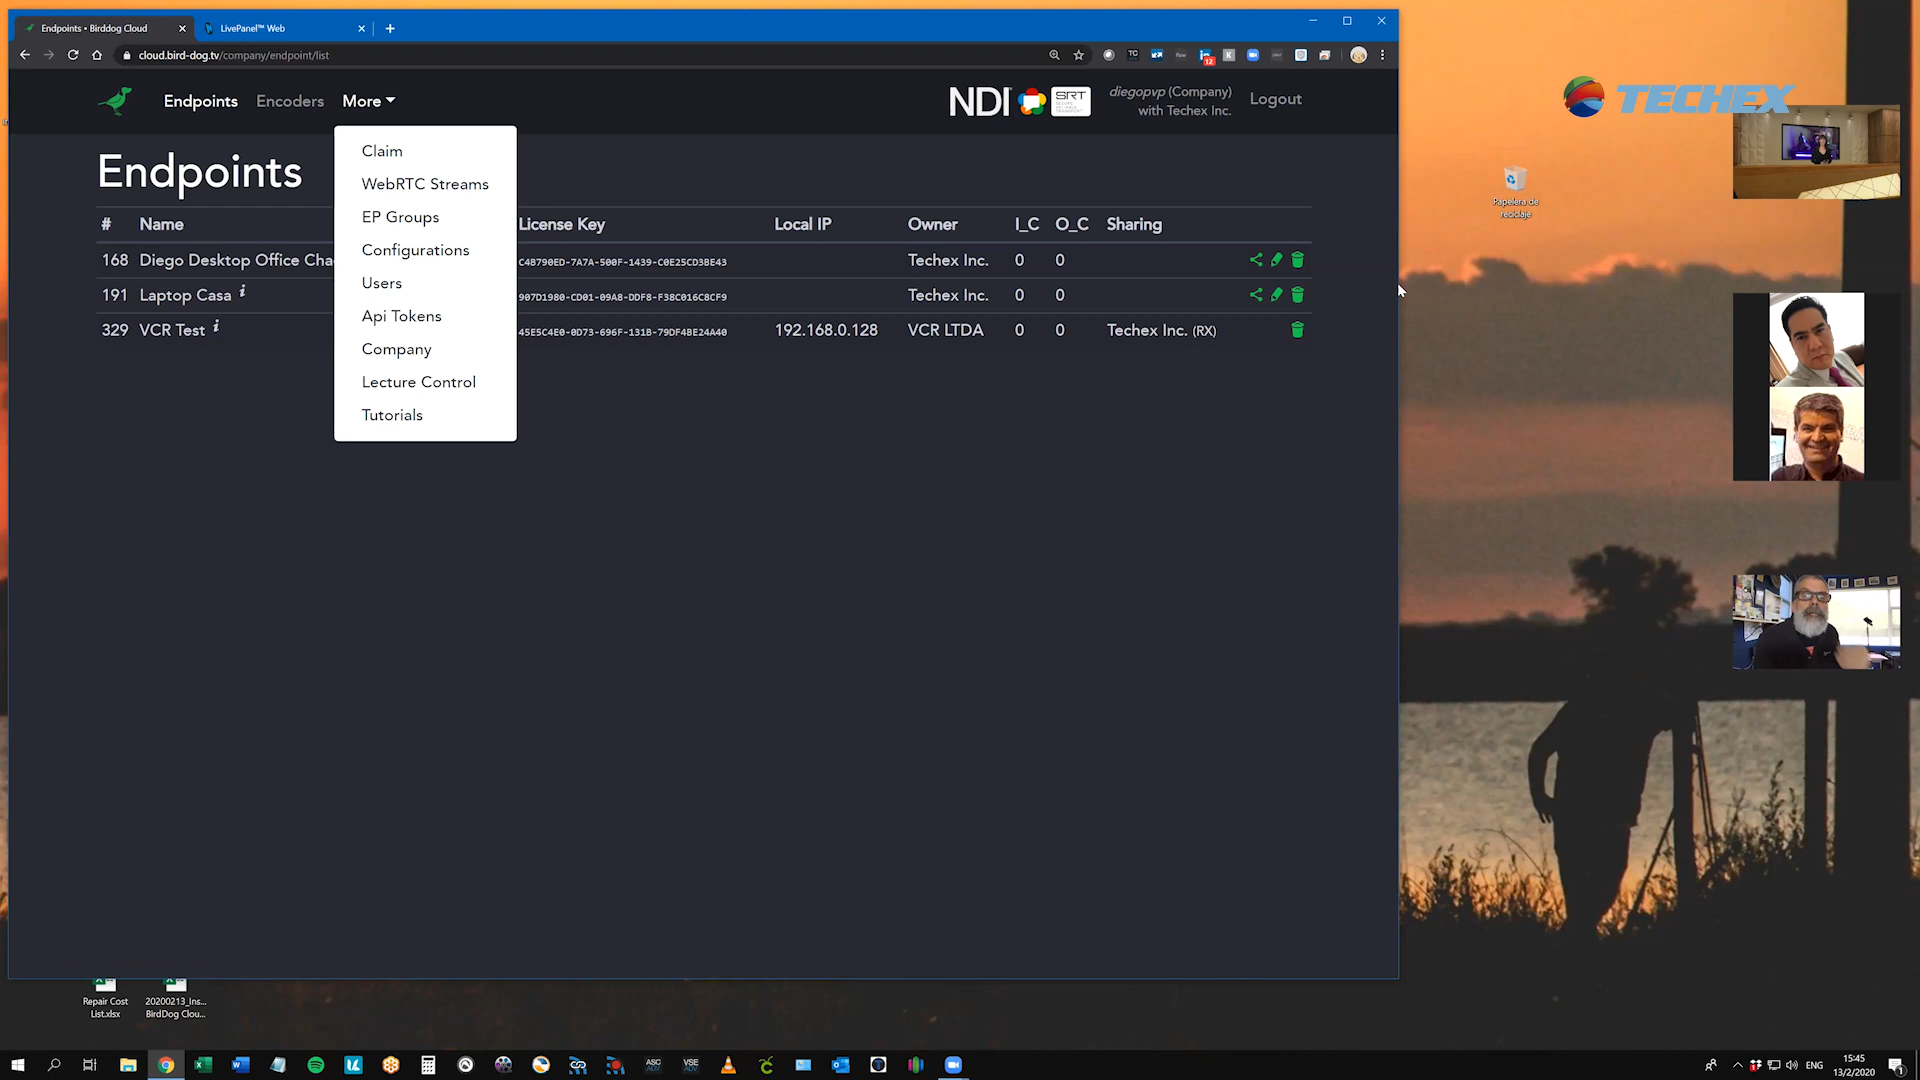 Endpoints • Birddog Cloud
LivePanel™ Web
cloud.bird-dog.tv/company/endpoint/list
12
Endpoints
Encoders
More
NDI
SRT
diegopvp (Company)
with Techex Inc.
Logout
TECHEX
Claim
WebRTC Streams
EP Groups
Configurations
Users
Api Tokens
Company
Lecture Control
Tutorials
Endpoints
# Name License Key Local IP Owner I_C O_C Sharing
168 Diego Desktop Office Cha C4B790ED-7A7A-500F-1439-C0E25CD3BE43 Techex Inc. 0 0
191 Laptop Casa i 907D1980-CD01-09A8-DDF8-F38C016C8CF9 Techex Inc. 0 0
329 VCR Test i 45E5C4E0-0D73-696F-131B-79DF4BE24A40 192.168.0.128 VCR LTDA 0 0 Techex Inc. (RX)
Papelera de
reciclaje
Repair Cost
List.xlsx
20200213_Ins...
BirdDog Clou...
ASC
VSE
ENG
15:45
13/2/2020